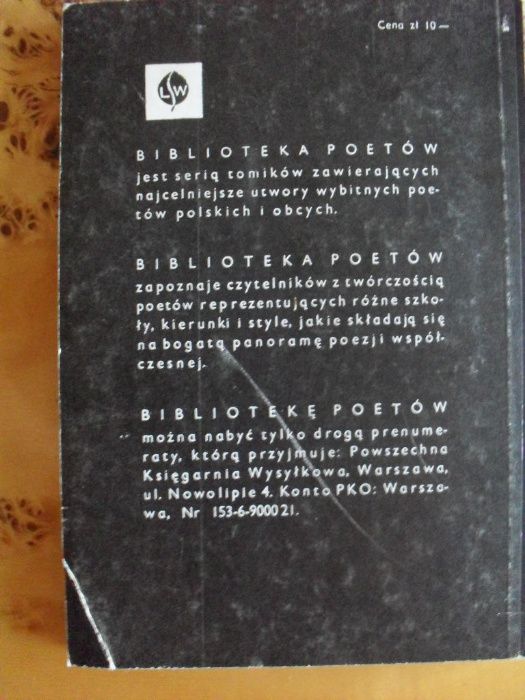 Cena zł 10—
LSW
BIBLIOTEKA POETÓW
jest serią tomików zawierających
najcelniejsze utwory wybitnych poe-
tów polskich i obcych.
BIBLIOTEKA POETÓW
zapoznaje czytelników z twórczością
poetów reprezentujących różne szko-
ły, kierunki i style, jakie składają się
na bogatą panoramę poezji współ-
czesnej.
BIBLIOTEKĘ POETÓW
można nabyć tylko drogą prenume-
raty, którą przyjmuje: Powszechna
Księgarnia Wysyłkowa, Warszawa,
ul. Nowolipie 4. Konto PKO: Warsza-
wa, Nr 153-6-900021.